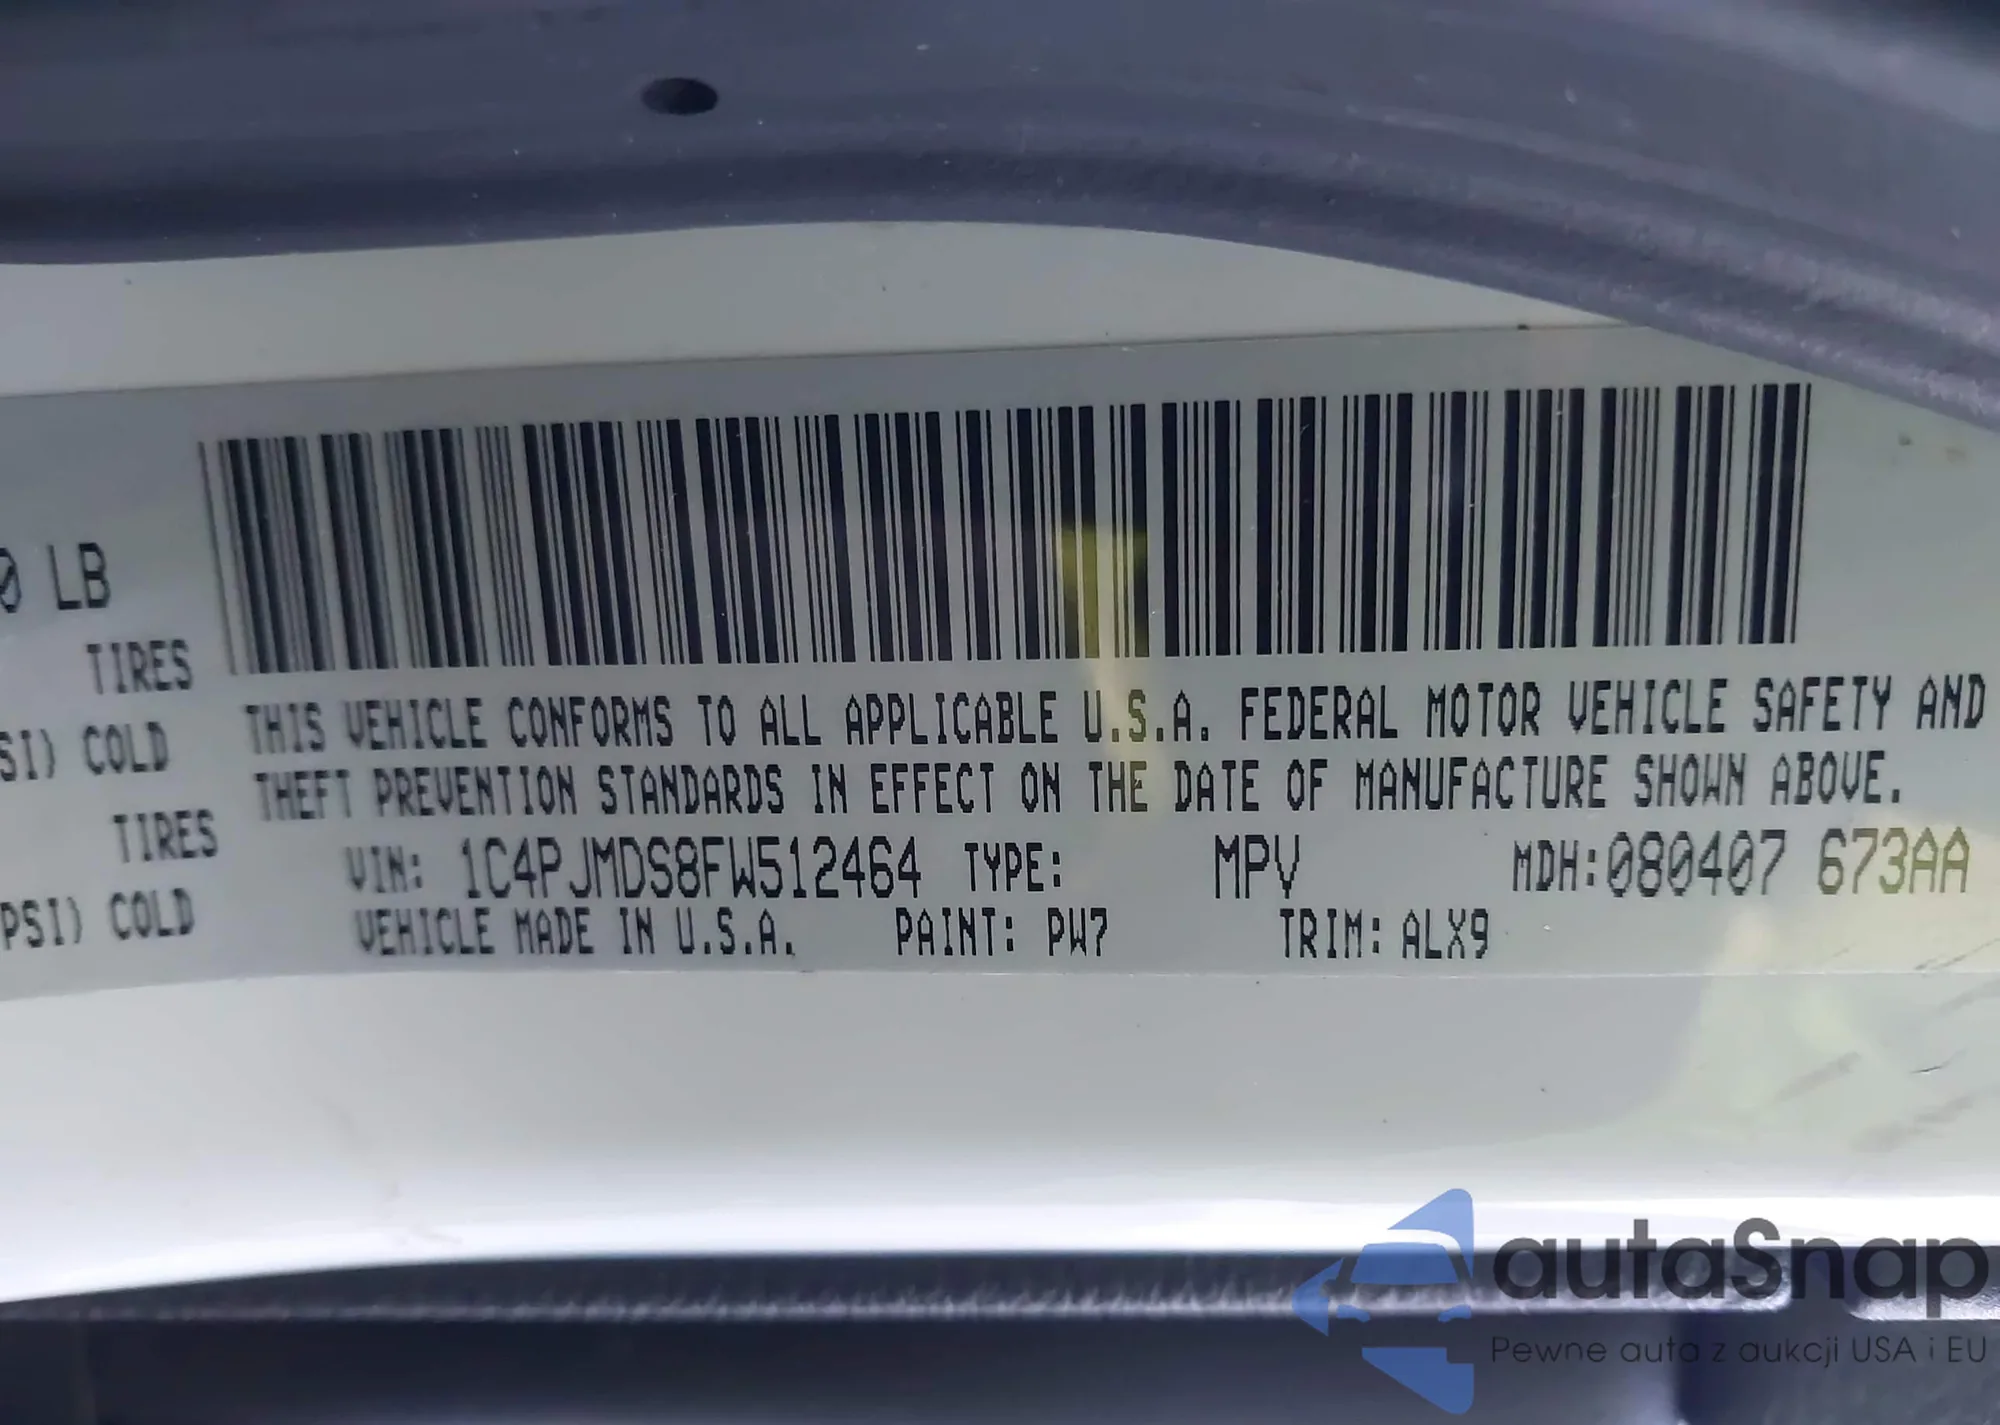 0 LB
TIRES
SI) COLD
TIRES
PSI) COLD
THIS VEHICLE CONFORMS TO ALL APPLICABLE U.S.A. FEDERAL MOTOR VEHICLE SAFETY AND
THEFT PREVENTION STANDARDS IN EFFECT ON THE DATE OF MANUFACTURE SHOWN ABOVE.
VIN: 1C4PJMDS8FW512464 TYPE: MPV MDH:080407 673AA
VEHICLE MADE IN U.S.A. PAINT: PW7 TRIM: ALX9
autaSnap
Pewne auta z aukcji USA i EU